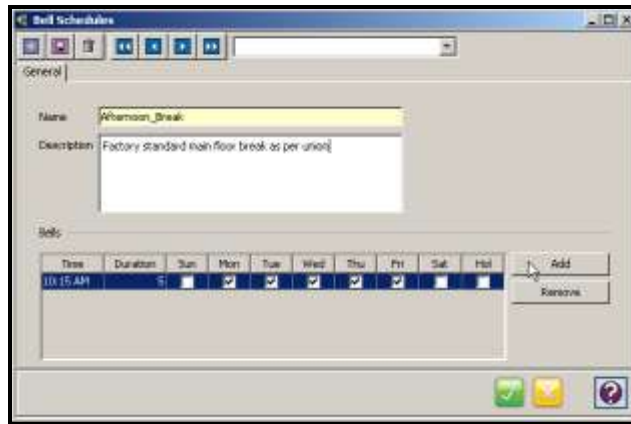 Bell Schedules
General
Name Afternoon_Break
Description Factory standard main floor break as per union
Bells
Time Duration Sun Mon Tue Wed Thu Fri Sat Hol
10:15 AM 5
Add
Remove